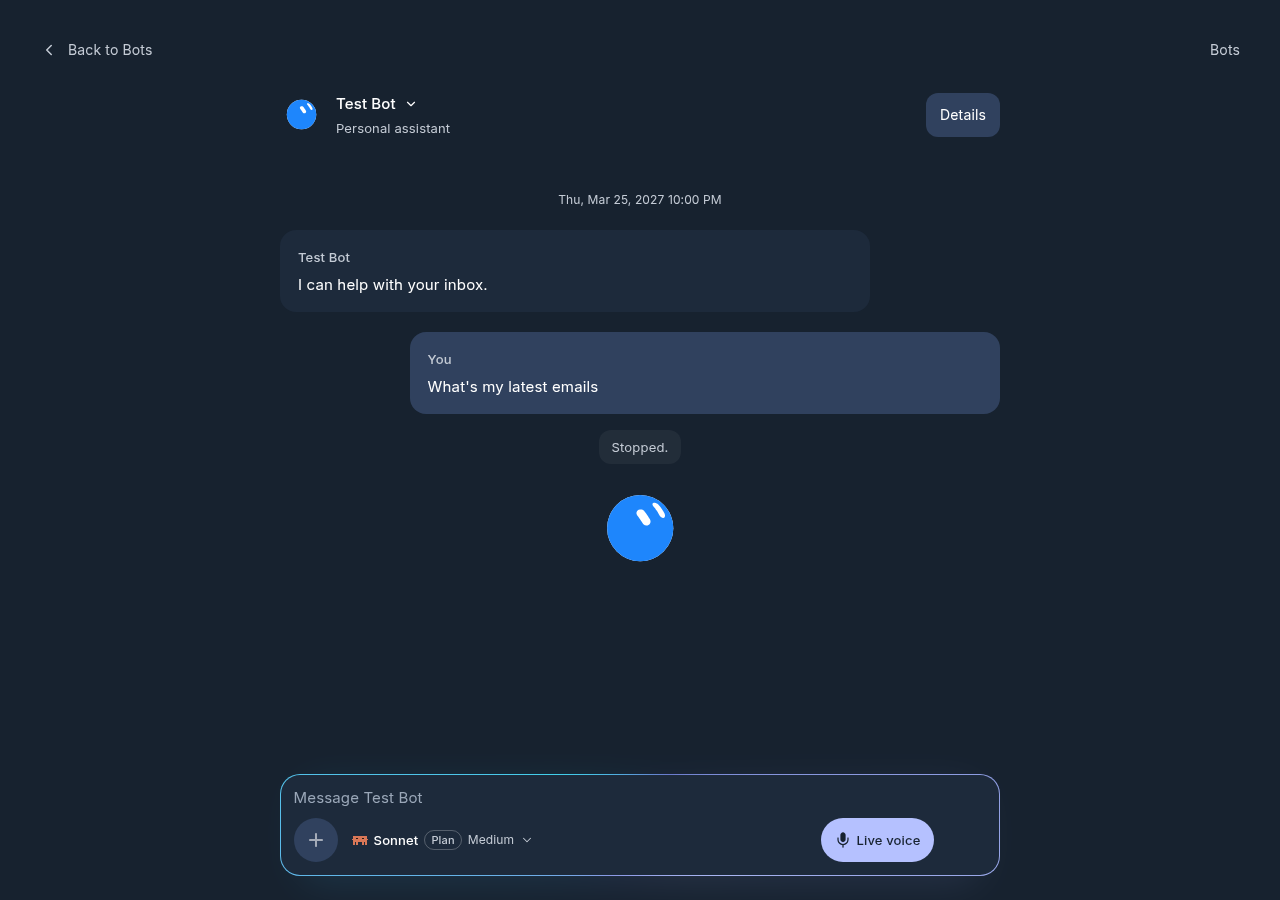 Back to Bots
Bots
Test Bot
Personal assistant
Details
Thu, Mar 25, 2027 10:00 PM
Test Bot
I can help with your inbox.
You
What's my latest emails
Stopped.
Message Test Bot
Sonnet Plan Medium
Live voice